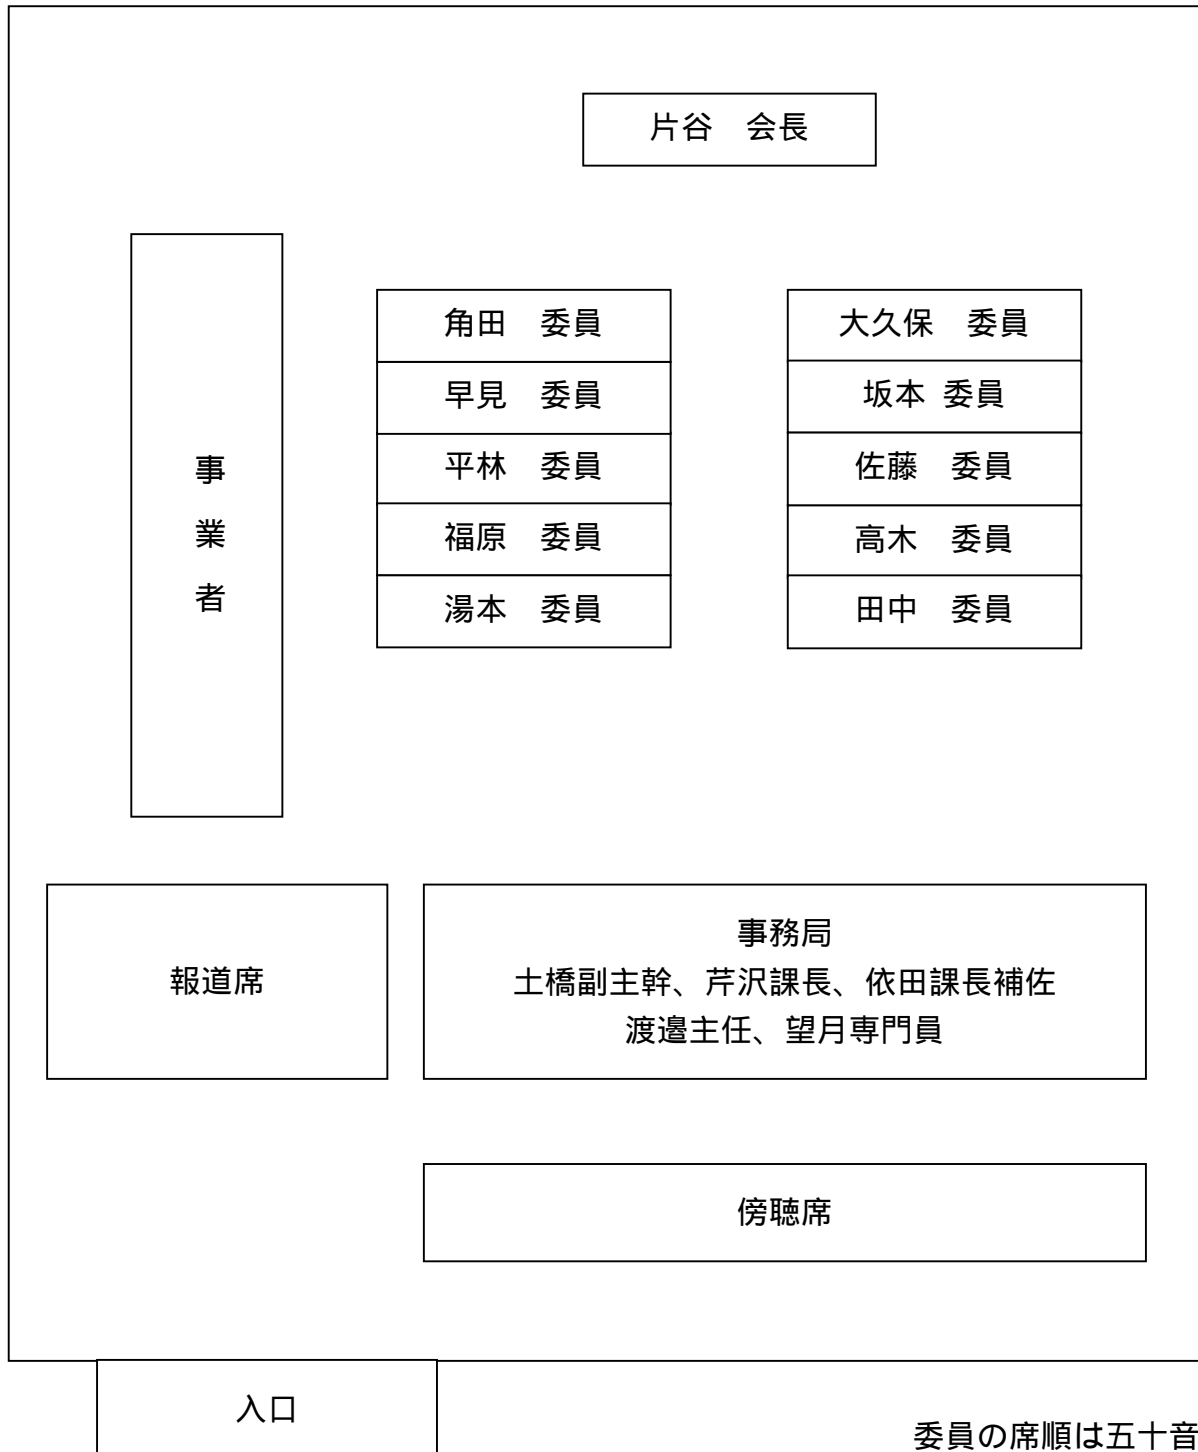 片谷　会長
角田　委員
早見　委員
平林　委員
福原　委員
湯本　委員
大久保　委員
坂本 委員
佐藤　委員
高木　委員
田中　委員
事
業
者
報道席
事務局
土橋副主幹、芹沢課長、依田課長補佐
渡邉主任、望月専門員
傍聴席
入口
委員の席順は五十音